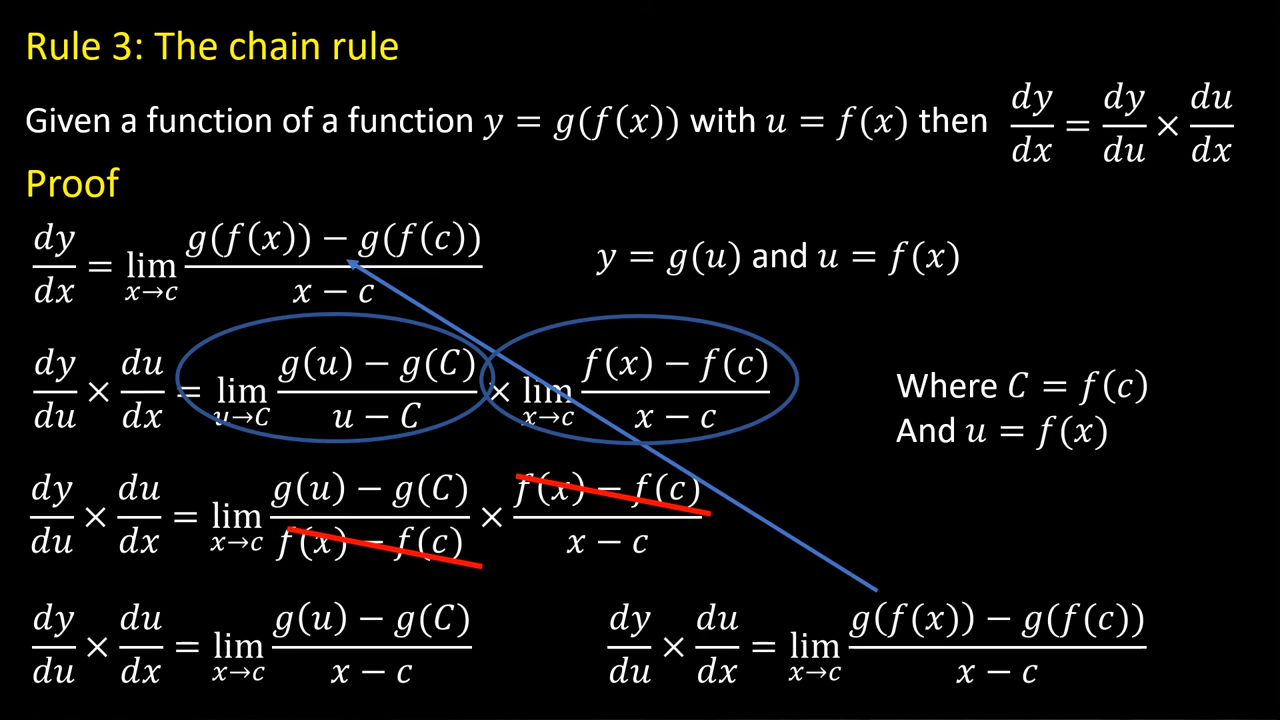 Rule 3: The chain rule
Given a function of a function y = g(f(x)) with u = f(x) then dy/dx = dy/du × du/dx
Proof
dy/dx = lim x→c g(f(x)) − g(f(c)) / x − c
y = g(u) and u = f(x)
dy/du × du/dx = lim u→C g(u) − g(C) / u − C × lim x→c f(x) − f(c) / x − c
Where C = f(c)
And u = f(x)
dy/du × du/dx = lim x→c g(u) − g(C) / f(x) − f(c) × f(x) − f(c) / x − c
dy/du × du/dx = lim x→c g(u) − g(C) / x − c
dy/du × du/dx = lim x→c g(f(x)) − g(f(c)) / x − c